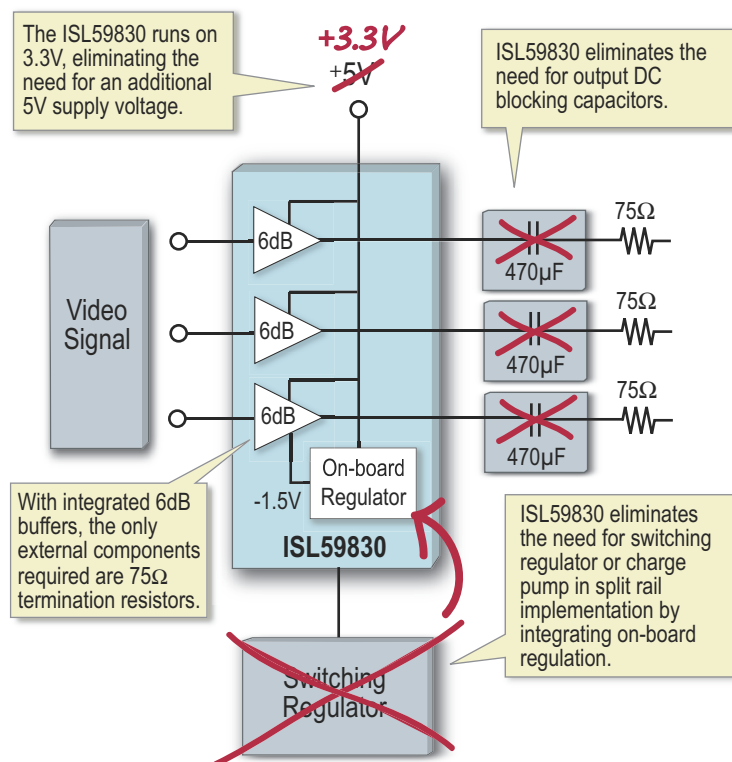 The ISL59830 runs on
3.3V, eliminating the
need for an additional
5V supply voltage.
+3.3V
+5V
ISL59830 eliminates the
need for output DC
blocking capacitors.
Video
Signal
6dB
6dB
6dB
470µF
470µF
470µF
75Ω
75Ω
75Ω
-1.5V
On-board
Regulator
ISL59830
With integrated 6dB
buffers, the only
external components
required are 75Ω
termination resistors.
ISL59830 eliminates
the need for switching
regulator or charge
pump in split rail
implementation by
integrating on-board
regulation.
Switching
Regulator